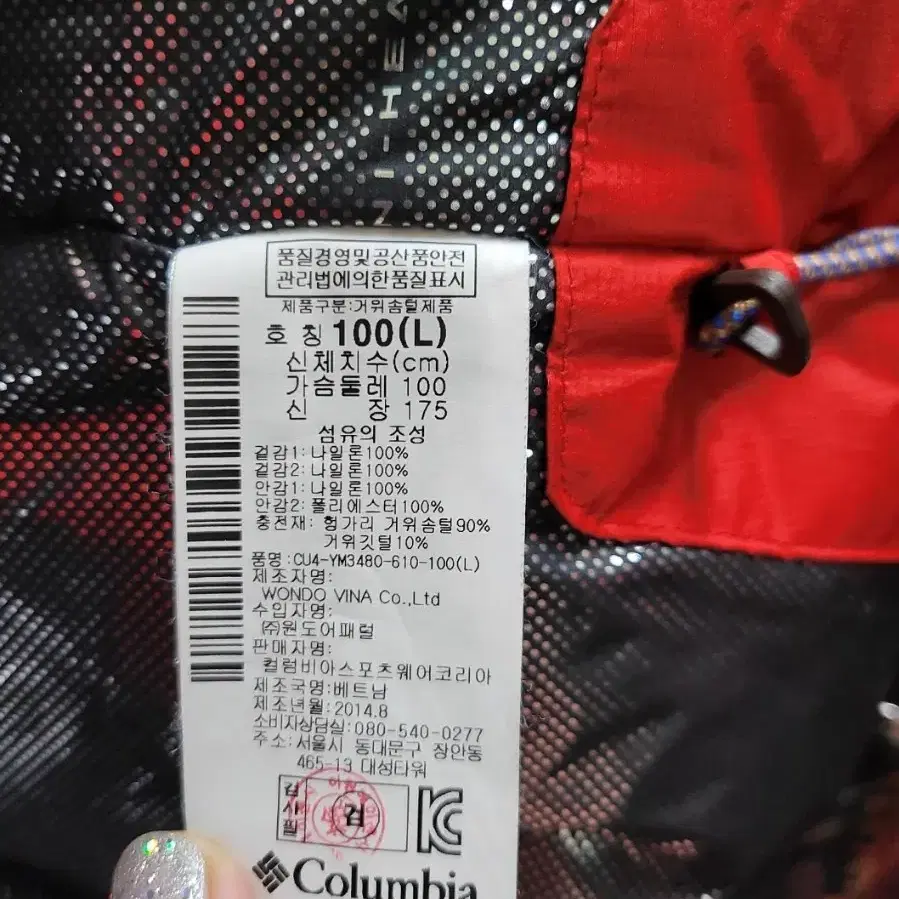 NI-HEA
품질경영및공산품안전
관리법에의한품질표시
제품구분:거위솜털제품
호 칭 100(L)
신체치수(cm)
가슴둘레 100
신 장 175
섬유의 조성
겉감1: 나일론100%
겉감2: 나일론100%
안감1: 나일론100%
안감2: 폴리에스터100%
충전재: 헝가리 거위솜털90%
거위깃털10%
품명:CU4-YM3480-610-100(L)
제조자명:
WONDO VINA Co.,Ltd
수입자명:
㈜원도어패럴
판매자명:
컬럼비아스포츠웨어코리아
제조국명:베트남
제조년월:2014.8
소비자상담실:080-540-0277
주소:서울시 동대문구 장안동
465-13 대성타워
검사필
Columbia